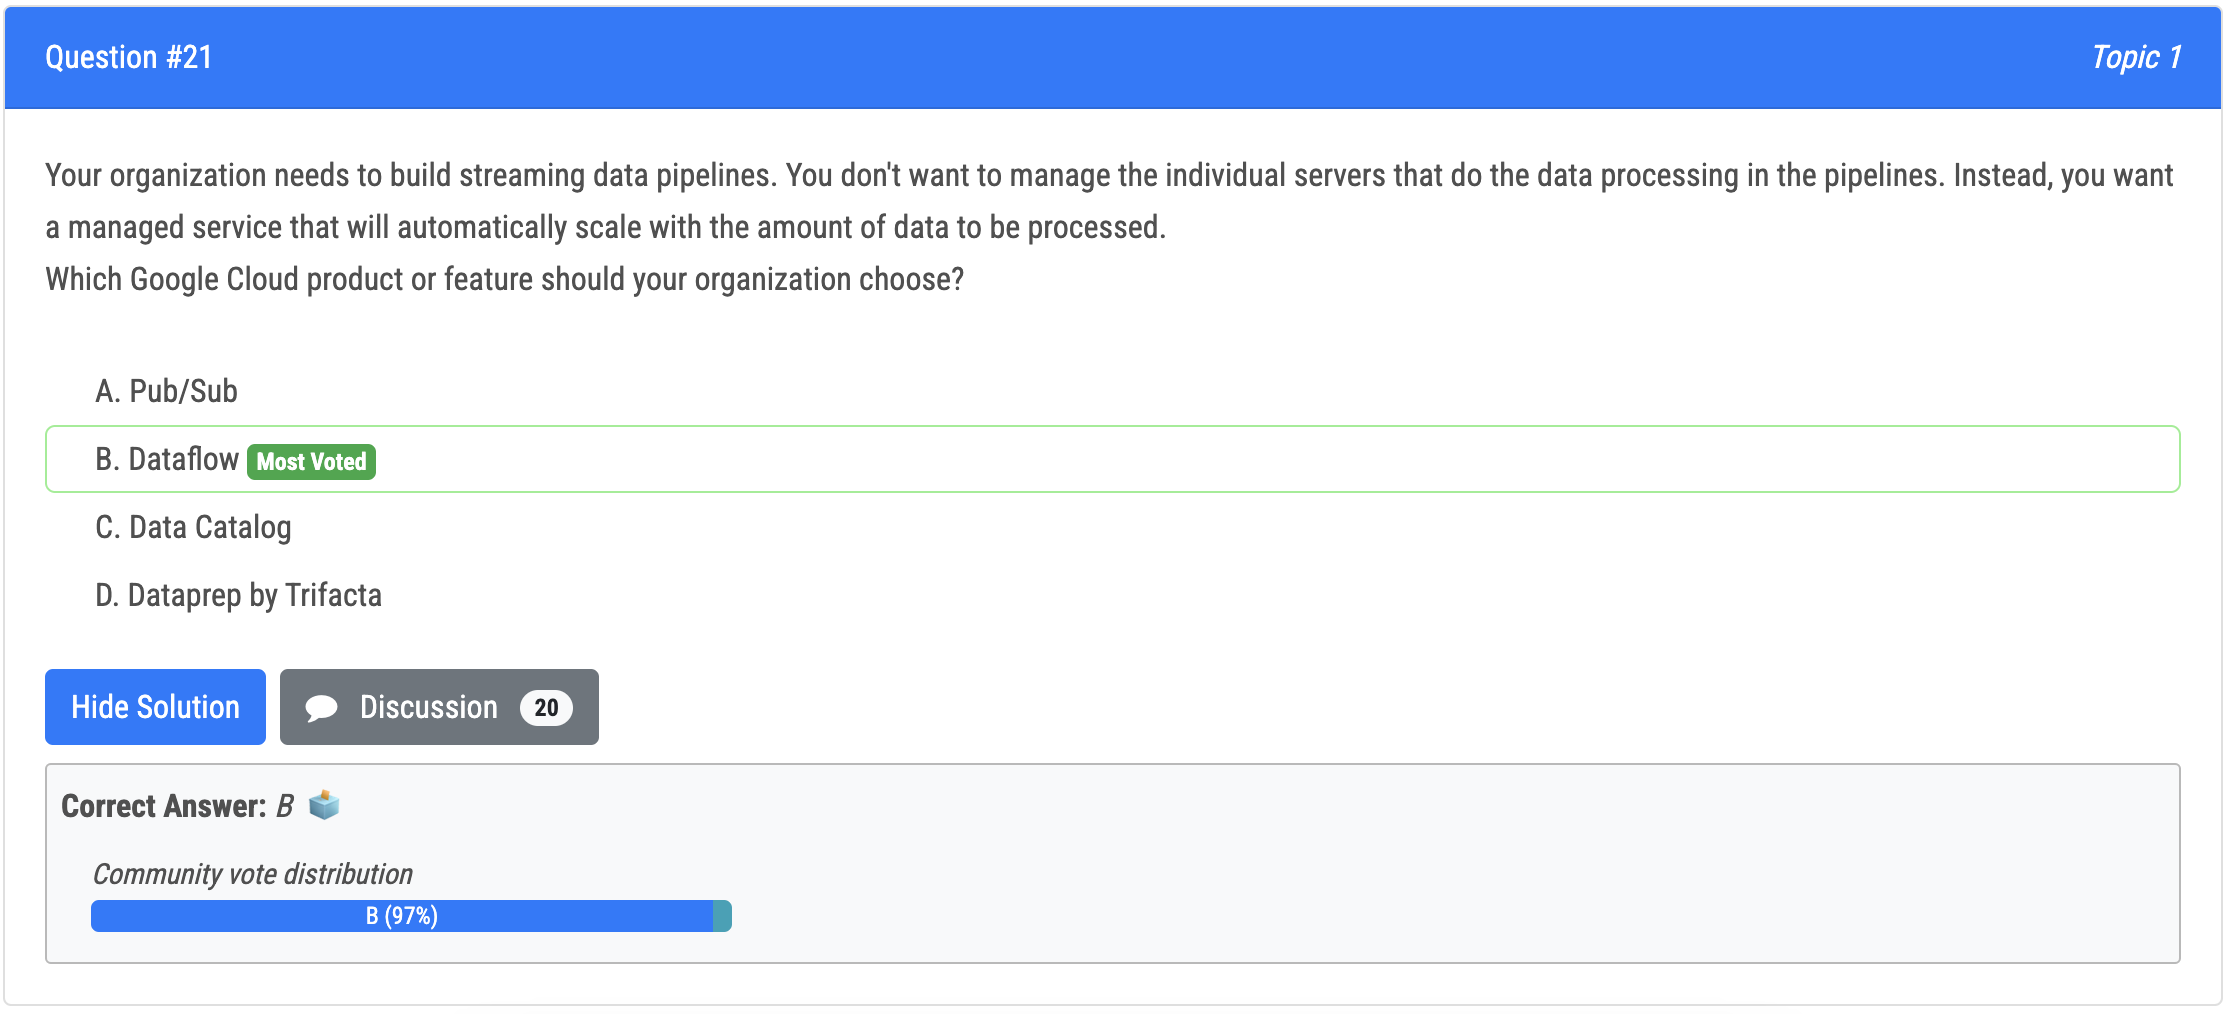 Question #21
Topic 1
Your organization needs to build streaming data pipelines. You don't want to manage the individual servers that do the data processing in the pipelines. Instead, you want
a managed service that will automatically scale with the amount of data to be processed.
Which Google Cloud product or feature should your organization choose?
A. Pub/Sub
B. Dataflow Most Voted
C. Data Catalog
D. Dataprep by Trifacta
Hide Solution
Discussion 20
Correct Answer: B
Community vote distribution
B (97%)